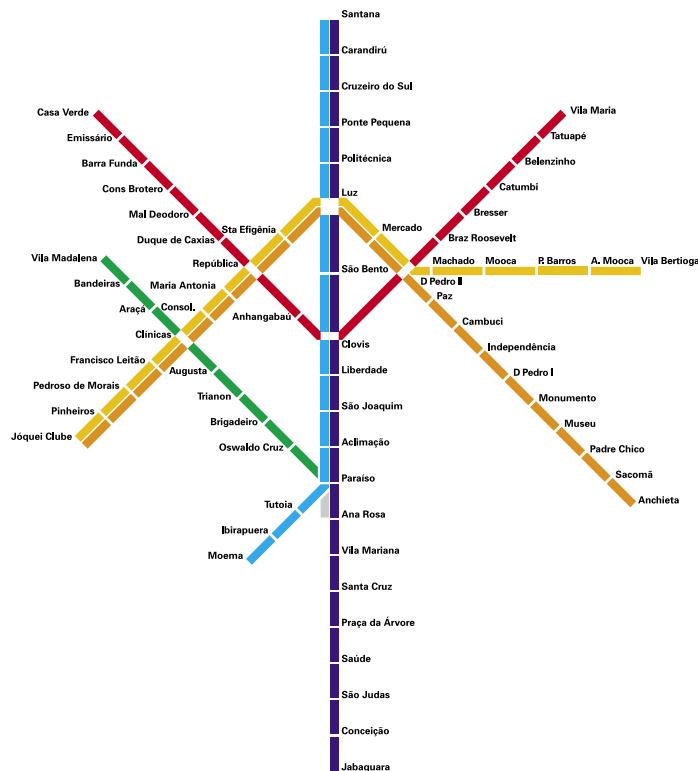 Santana
Carandirú
Cruzeiro do Sul
Ponte Pequena
Politécnica
Luz
São Bento
Clovis
Liberdade
São Joaquim
Aclimação
Paraíso
Ana Rosa
Vila Mariana
Santa Cruz
Praça da Árvore
Saúde
São Judas
Conceição
Jabaquara
Casa Verde
Emissário
Barra Funda
Cons Brotero
Mal Deodoro
Duque de Caxias
República
Anhangabaú
Vila Maria
Tatuapé
Belenzinho
Catumbi
Bresser
Braz Roosevelt
Sta Efigênia
Maria Antonia
Consol.
Clínicas
Francisco Leitão
Pedroso de Morais
Pinheiros
Jóquei Clube
Vila Madalena
Bandeiras
Araçá
Augusta
Trianon
Brigadeiro
Oswaldo Cruz
Tutoia
Ibirapuera
Moema
Mercado
D Pedro II
Machado
Mooca
P. Barros
A. Mooca
Vila Bertioga
Paz
Cambuci
Independência
D Pedro I
Monumento
Museu
Padre Chico
Sacomã
Anchieta